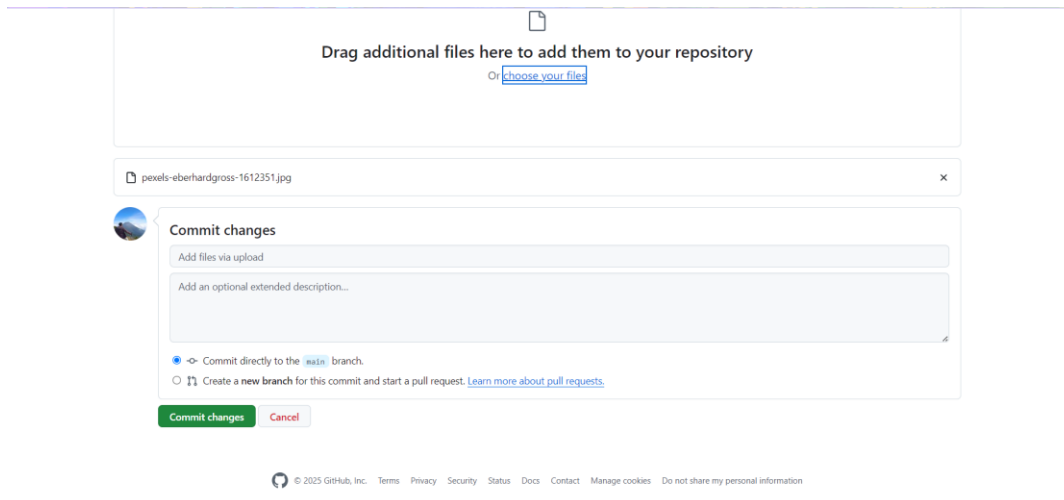 Drag additional files here to add them to your repository
Or choose your files
pexels-eberhardgross-1612351.jpg
Commit changes
Add files via upload
Add an optional extended description...
Commit directly to the main branch.
Create a new branch for this commit and start a pull request. Learn more about pull requests.
Commit changes Cancel
© 2025 GitHub, Inc. Terms Privacy Security Status Docs Contact Manage cookies Do not share my personal information